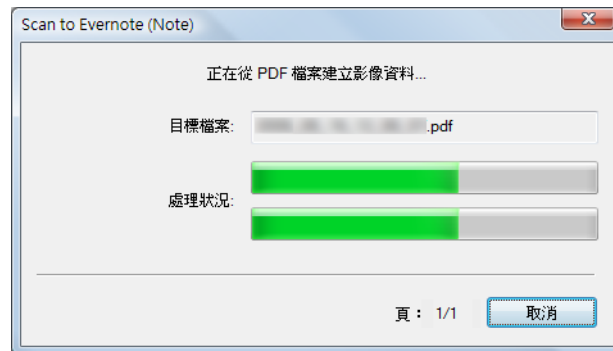 Scan to Evernote (Note)
正在從 PDF 檔案建立影像資料...
目標檔案: .pdf
處理狀況:
頁： 1/1 取消